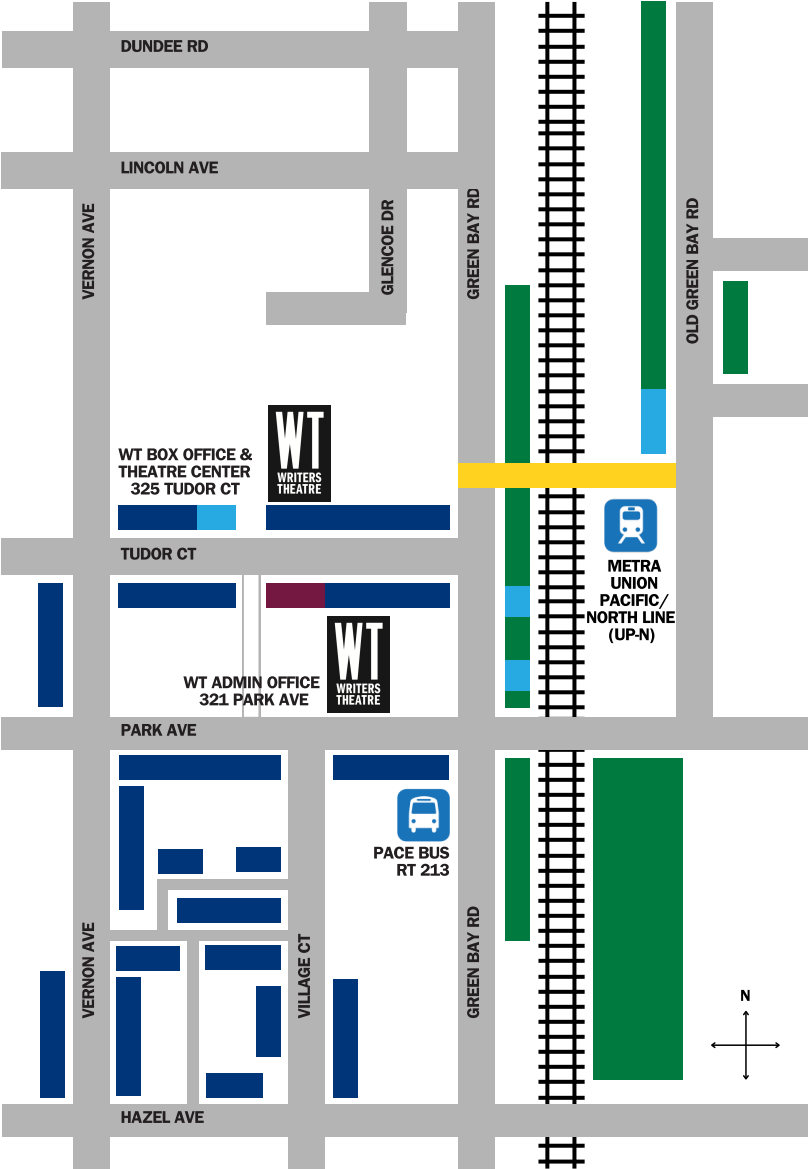 DUNDEE RD
LINCOLN AVE
VERNON AVE
GLENCOE DR
GREEN BAY RD
OLD GREEN BAY RD
WT BOX OFFICE &
THEATRE CENTER
325 TUDOR CT
WT
WRITERS
THEATRE
TUDOR CT
METRA
UNION
PACIFIC/
NORTH LINE
(UP-N)
WT ADMIN OFFICE
321 PARK AVE
WT
WRITERS
THEATRE
PARK AVE
PACE BUS
RT 213
VERNON AVE
VILLAGE CT
GREEN BAY RD
N
HAZEL AVE